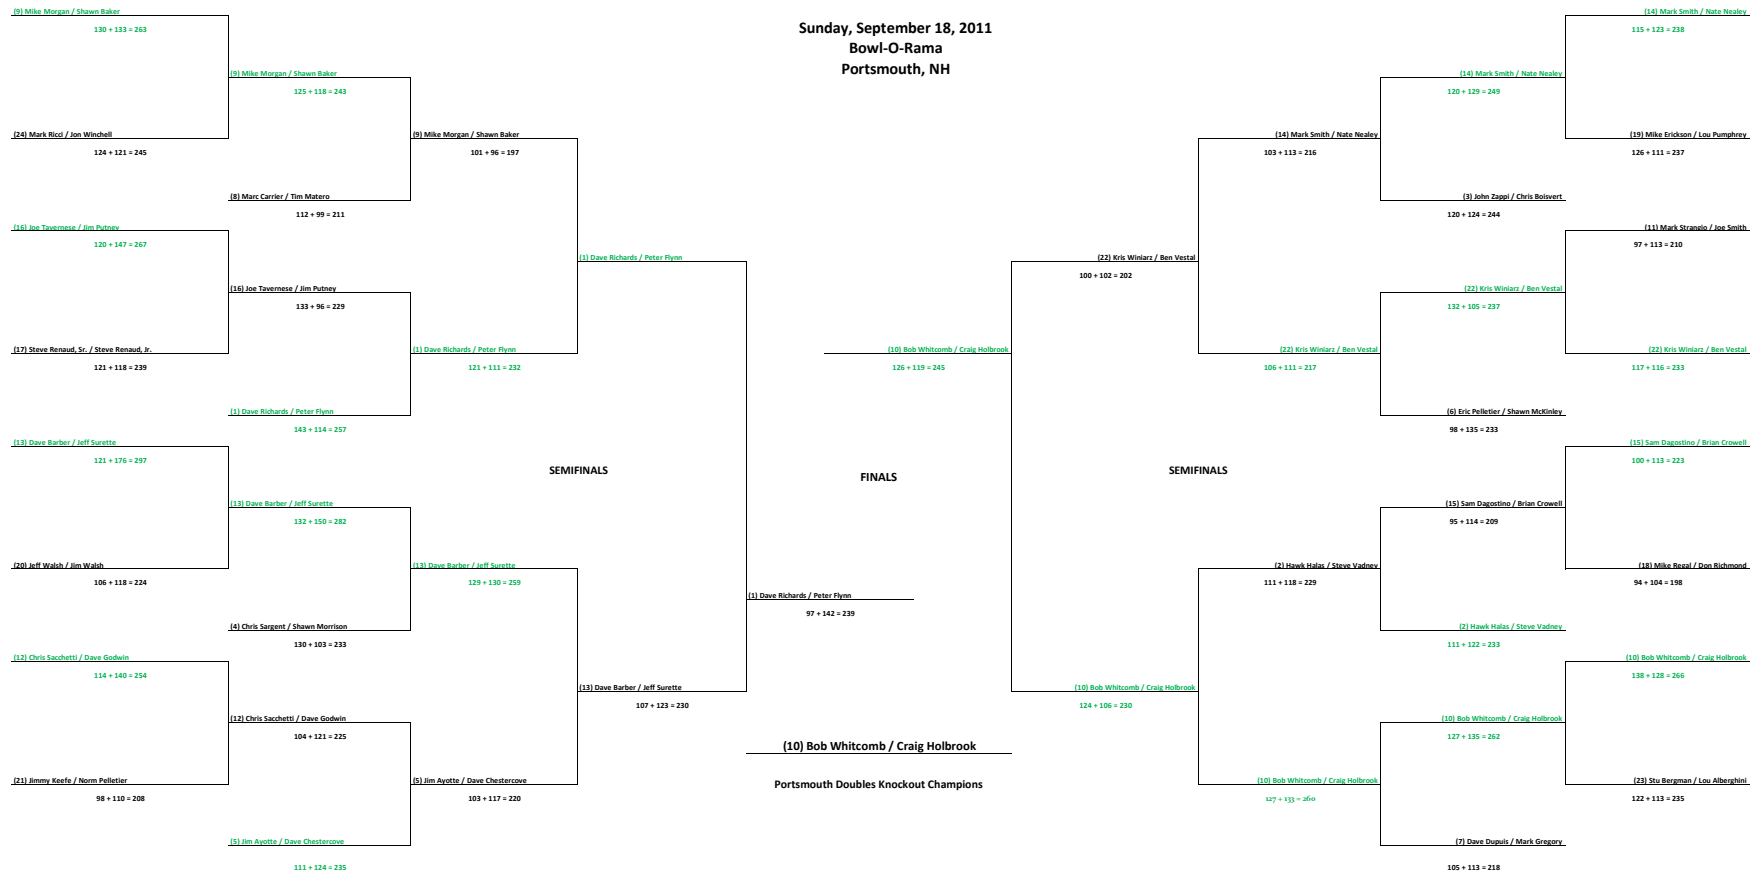 Sunday, September 18, 2011
Bowl-O-Rama
Portsmouth, NH
(9) Mike Morgan / Shawn Baker
130 + 133 = 263
(24) Mark Ricci / Jon Winchell
124 + 121 = 245
(16) Joe Tavernese / Jim Putney
120 + 147 = 267
(17) Steve Renaud, Sr. / Steve Renaud, Jr.
121 + 118 = 239
(13) Dave Barber / Jeff Surette
121 + 176 = 297
(20) Jeff Walsh / Jim Walsh
106 + 118 = 224
(12) Chris Sacchetti / Dave Godwin
114 + 140 = 254
(21) Jimmy Keefe / Norm Pelletier
98 + 110 = 208
(9) Mike Morgan / Shawn Baker
125 + 118 = 243
(8) Marc Carrier / Tim Matero
112 + 99 = 211
(16) Joe Tavernese / Jim Putney
133 + 96 = 229
(1) Dave Richards / Peter Flynn
143 + 114 = 257
(13) Dave Barber / Jeff Surette
132 + 150 = 282
(4) Chris Sargent / Shawn Morrison
130 + 103 = 233
(12) Chris Sacchetti / Dave Godwin
104 + 121 = 225
(5) Jim Ayotte / Dave Chestercove
111 + 124 = 235
(9) Mike Morgan / Shawn Baker
101 + 96 = 197
(1) Dave Richards / Peter Flynn
121 + 111 = 232
(13) Dave Barber / Jeff Surette
129 + 130 = 259
(5) Jim Ayotte / Dave Chestercove
103 + 117 = 220
(1) Dave Richards / Peter Flynn
SEMIFINALS
(13) Dave Barber / Jeff Surette
107 + 123 = 230
(1) Dave Richards / Peter Flynn
97 + 142 = 239
FINALS
(10) Bob Whitcomb / Craig Holbrook
126 + 119 = 245
(10) Bob Whitcomb / Craig Holbrook
Portsmouth Doubles Knockout Champions
(22) Kris Winiarz / Ben Vestal
100 + 102 = 202
SEMIFINALS
(10) Bob Whitcomb / Craig Holbrook
124 + 106 = 230
(14) Mark Smith / Nate Nealey
103 + 113 = 216
(22) Kris Winiarz / Ben Vestal
106 + 111 = 217
(2) Hawk Halas / Steve Vadney
111 + 118 = 229
(10) Bob Whitcomb / Craig Holbrook
127 + 133 = 260
(14) Mark Smith / Nate Nealey
120 + 129 = 249
(3) John Zappi / Chris Boisvert
120 + 124 = 244
(22) Kris Winiarz / Ben Vestal
132 + 105 = 237
(6) Eric Pelletier / Shawn McKinley
98 + 135 = 233
(15) Sam Dagostino / Brian Crowell
95 + 114 = 209
(2) Hawk Halas / Steve Vadney
111 + 122 = 233
(10) Bob Whitcomb / Craig Holbrook
127 + 135 = 262
(7) Dave Dupuis / Mark Gregory
105 + 113 = 218
(14) Mark Smith / Nate Nealey
115 + 123 = 238
(19) Mike Erickson / Lou Pumphrey
126 + 111 = 237
(11) Mark Strangio / Joe Smith
97 + 113 = 210
(22) Kris Winiarz / Ben Vestal
117 + 116 = 233
(15) Sam Dagostino / Brian Crowell
100 + 113 = 223
(18) Mike Regal / Don Richmond
94 + 104 = 198
(10) Bob Whitcomb / Craig Holbrook
138 + 128 = 266
(23) Stu Bergman / Lou Alberghini
122 + 113 = 235